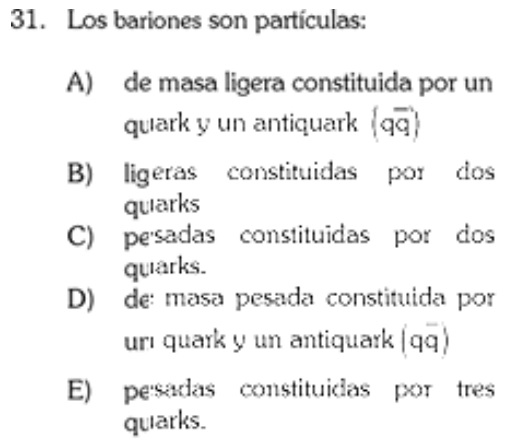 31. Los bariones son partículas:
A) de masa ligera constituida por un
quark y un antiquark (qq̅)
B) ligeras constituidas por dos
quarks
C) pesadas constituidas por dos
quarks.
D) de masa pesada constituida por
un quark y un antiquark (qq̅)
E) pesadas constituidas por tres
quarks.